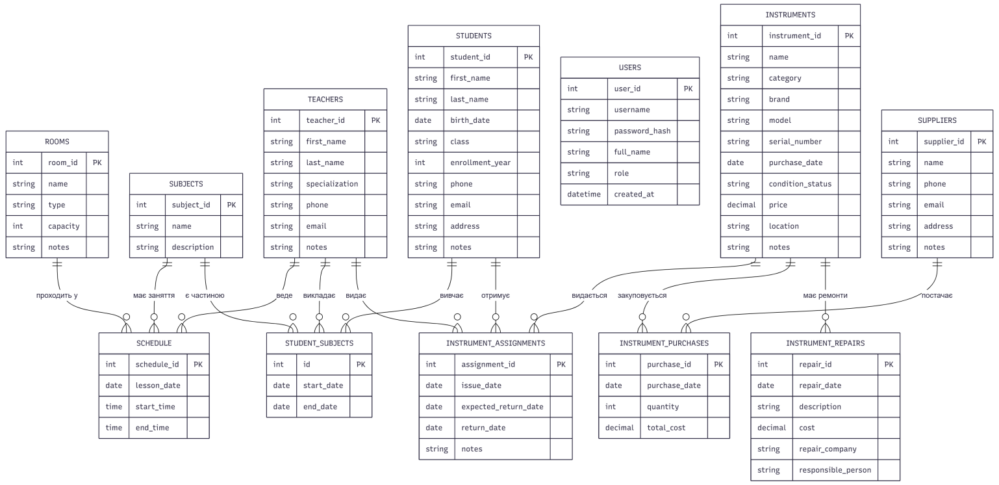 ROOMS
int room_id PK
string name
string type
int capacity
string notes
SUBJECTS
int subject_id PK
string name
string description
TEACHERS
int teacher_id PK
string first_name
string last_name
string specialization
string phone
string email
string notes
STUDENTS
int student_id PK
string first_name
string last_name
date birth_date
string class
int enrollment_year
string phone
string email
string address
string notes
USERS
int user_id PK
string username
string password_hash
string full_name
string role
datetime created_at
INSTRUMENTS
int instrument_id PK
string name
string category
string brand
string model
string serial_number
date purchase_date
string condition_status
decimal price
string location
string notes
SUPPLIERS
int supplier_id PK
string name
string phone
string email
string address
string notes
проходить у має заняття є частиною веде викладає видає вивчає отримує видається закуповується має ремонти постачає
SCHEDULE
int schedule_id PK
date lesson_date
time start_time
time end_time
STUDENT_SUBJECTS
int id PK
date start_date
date end_date
INSTRUMENT_ASSIGNMENTS
int assignment_id PK
date issue_date
date expected_return_date
date return_date
string notes
INSTRUMENT_PURCHASES
int purchase_id PK
date purchase_date
int quantity
decimal total_cost
INSTRUMENT_REPAIRS
int repair_id PK
date repair_date
string description
decimal cost
string repair_company
string responsible_person